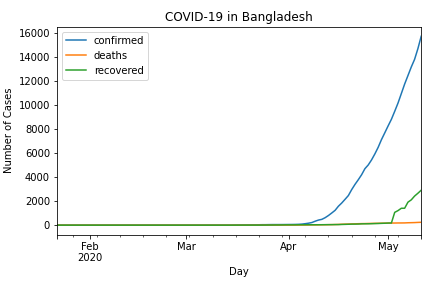 COVID-19 in Bangladesh
confirmed
deaths
recovered
16000
14000
12000
10000
8000
6000
4000
2000
0
Number of Cases
Feb
2020
Mar
Apr
May
Day